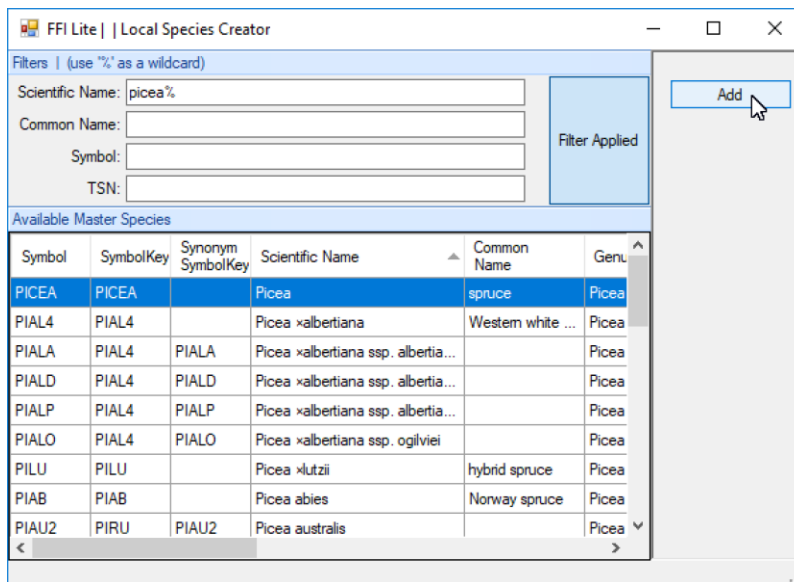 FFI Lite | | Local Species Creator
Filters | (use '%' as a wildcard)
Scientific Name: picea%
Common Name:
Symbol:
TSN:
Filter Applied
Add
Available Master Species
Symbol SymbolKey Synonym SymbolKey Scientific Name Common Name Genu
PICEA PICEA Picea spruce Picea
PIAL4 PIAL4 Picea ×albertiana Western white ... Picea
PIALA PIAL4 PIALA Picea ×albertiana ssp. albertia... Picea
PIALD PIAL4 PIALD Picea ×albertiana ssp. albertia... Picea
PIALP PIAL4 PIALP Picea ×albertiana ssp. albertia... Picea
PIALO PIAL4 PIALO Picea ×albertiana ssp. ogilviei Picea
PILU PILU Picea ×lutzii hybrid spruce Picea
PIAB PIAB Picea abies Norway spruce Picea
PIAU2 PIRU PIAU2 Picea australis Picea